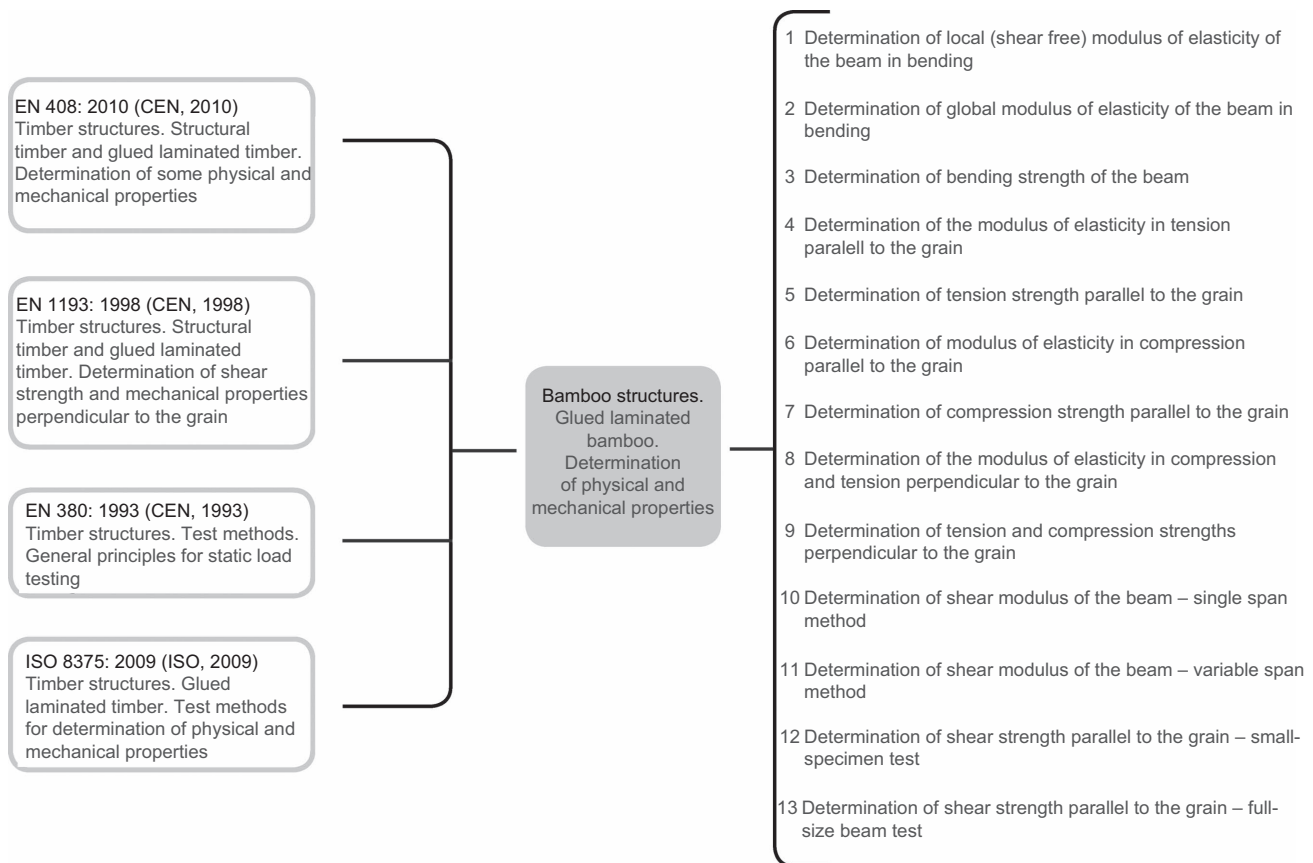 EN 408: 2010 (CEN, 2010)
Timber structures. Structural
timber and glued laminated timber.
Determination of some physical and
mechanical properties
EN 1193: 1998 (CEN, 1998)
Timber structures. Structural
timber and glued laminated
timber. Determination of shear
strength and mechanical properties
perpendicular to the grain
EN 380: 1993 (CEN, 1993)
Timber structures. Test methods.
General principles for static load
testing
ISO 8375: 2009 (ISO, 2009)
Timber structures. Glued
laminated timber. Test methods
for determination of physical and
mechanical properties
Bamboo structures.
Glued laminated
bamboo.
Determination
of physical and
mechanical properties
1 Determination of local (shear free) modulus of elasticity of
the beam in bending
2 Determination of global modulus of elasticity of the beam in
bending
3 Determination of bending strength of the beam
4 Determination of the modulus of elasticity in tension
paralell to the grain
5 Determination of tension strength parallel to the grain
6 Determination of modulus of elasticity in compression
parallel to the grain
7 Determination of compression strength parallel to the grain
8 Determination of the modulus of elasticity in compression
and tension perpendicular to the grain
9 Determination of tension and compression strengths
perpendicular to the grain
10 Determination of shear modulus of the beam – single span
method
11 Determination of shear modulus of the beam – variable span
method
12 Determination of shear strength parallel to the grain – small-
specimen test
13 Determination of shear strength parallel to the grain – full-
size beam test